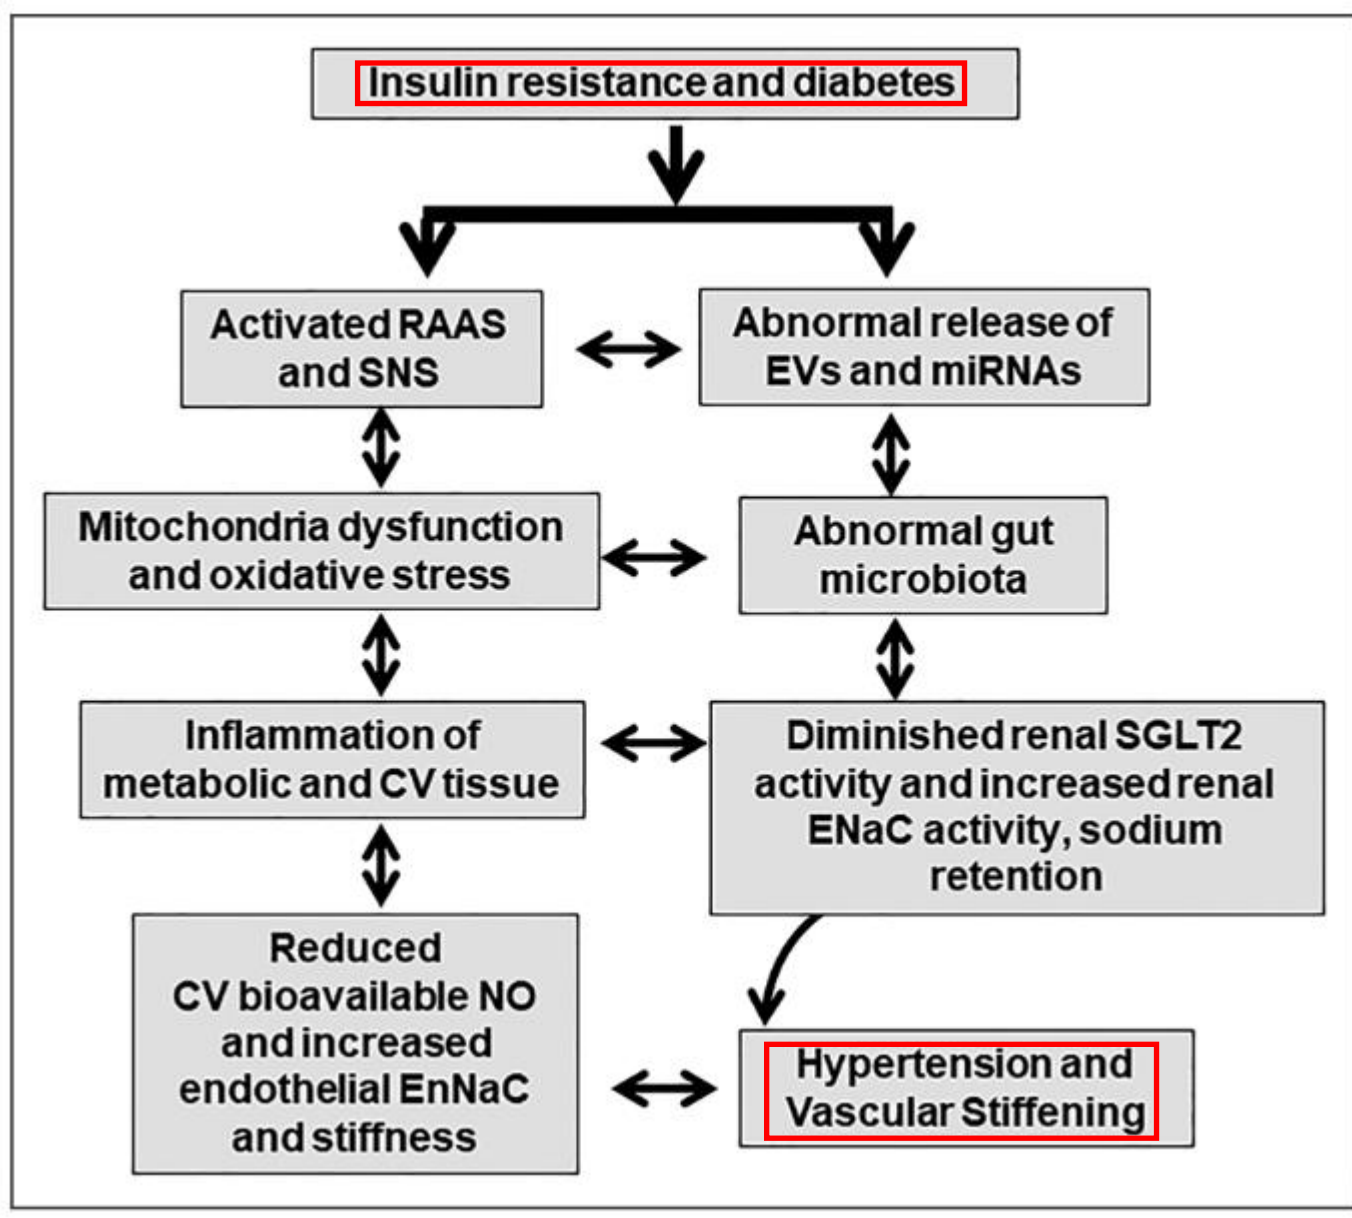 Insulin resistance and diabetes
Activated RAAS
and SNS
Abnormal release of
EVs and miRNAs
Mitochondria dysfunction
and oxidative stress
Abnormal gut
microbiota
Inflammation of
metabolic and CV tissue
Diminished renal SGLT2
activity and increased renal
ENaC activity, sodium
retention
Reduced
CV bioavailable NO
and increased
endothelial EnNaC
and stiffness
Hypertension and
Vascular Stiffening